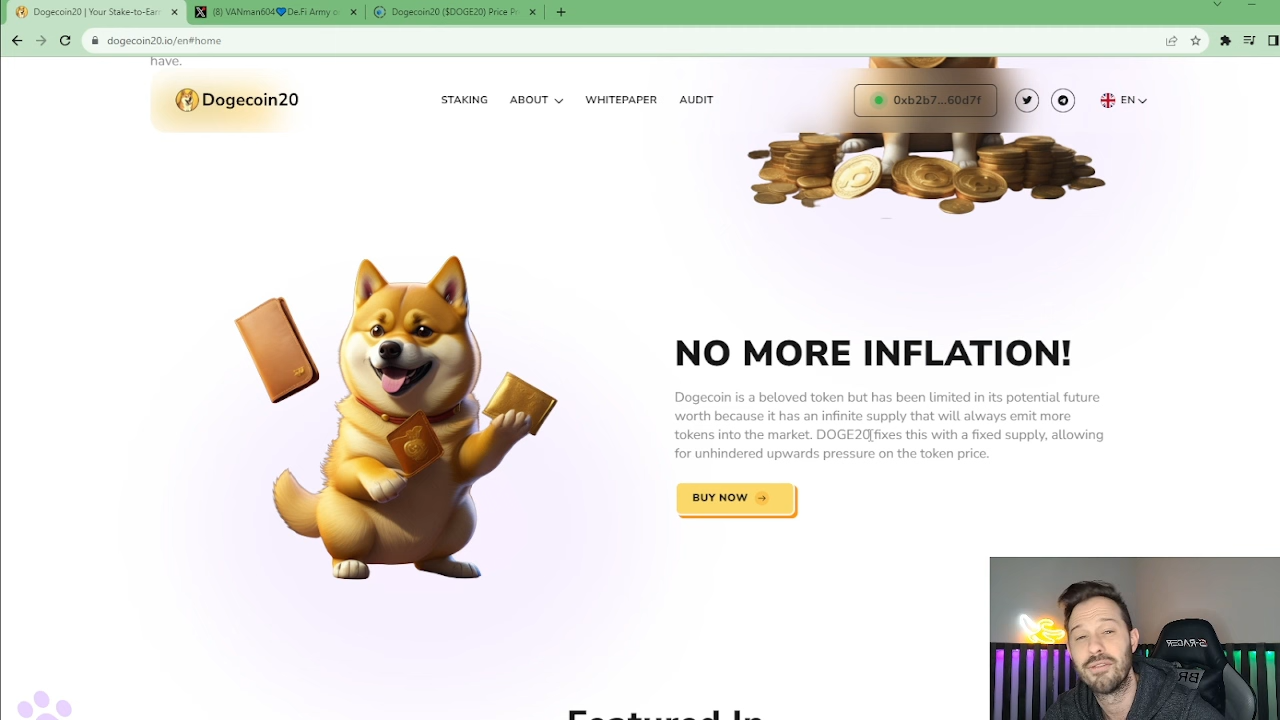 Dogecoin20 | Your Stake-to-Earn
(8) VANman604💙De.Fi Army o
Dogecoin20 ($DOGE20) Price P
dogecoin20.io/en#home
have.
Dogecoin20
STAKING
ABOUT
WHITEPAPER
AUDIT
0xb2b7...60d7f
EN
NO MORE INFLATION!
Dogecoin is a beloved token but has been limited in its potential future
worth because it has an infinite supply that will always emit more
tokens into the market. DOGE20 fixes this with a fixed supply, allowing
for unhindered upwards pressure on the token price.
BUY NOW →
Featured In